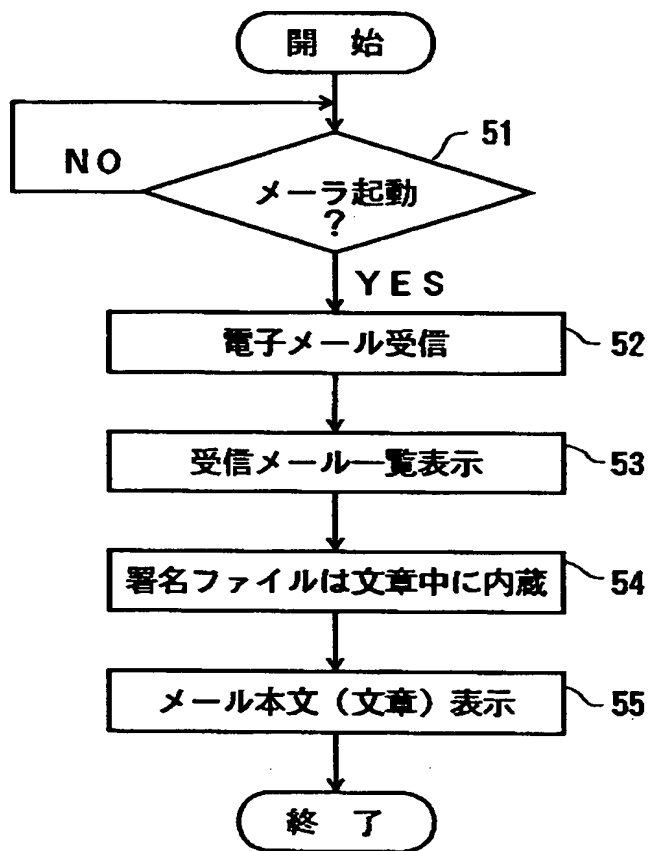 開 始
51
NO
メーラ起動
?
YES
電子メール受信
52
受信メール一覧表示
53
署名ファイルは文章中に内蔵
54
メール本文（文章）表示
55
終 了